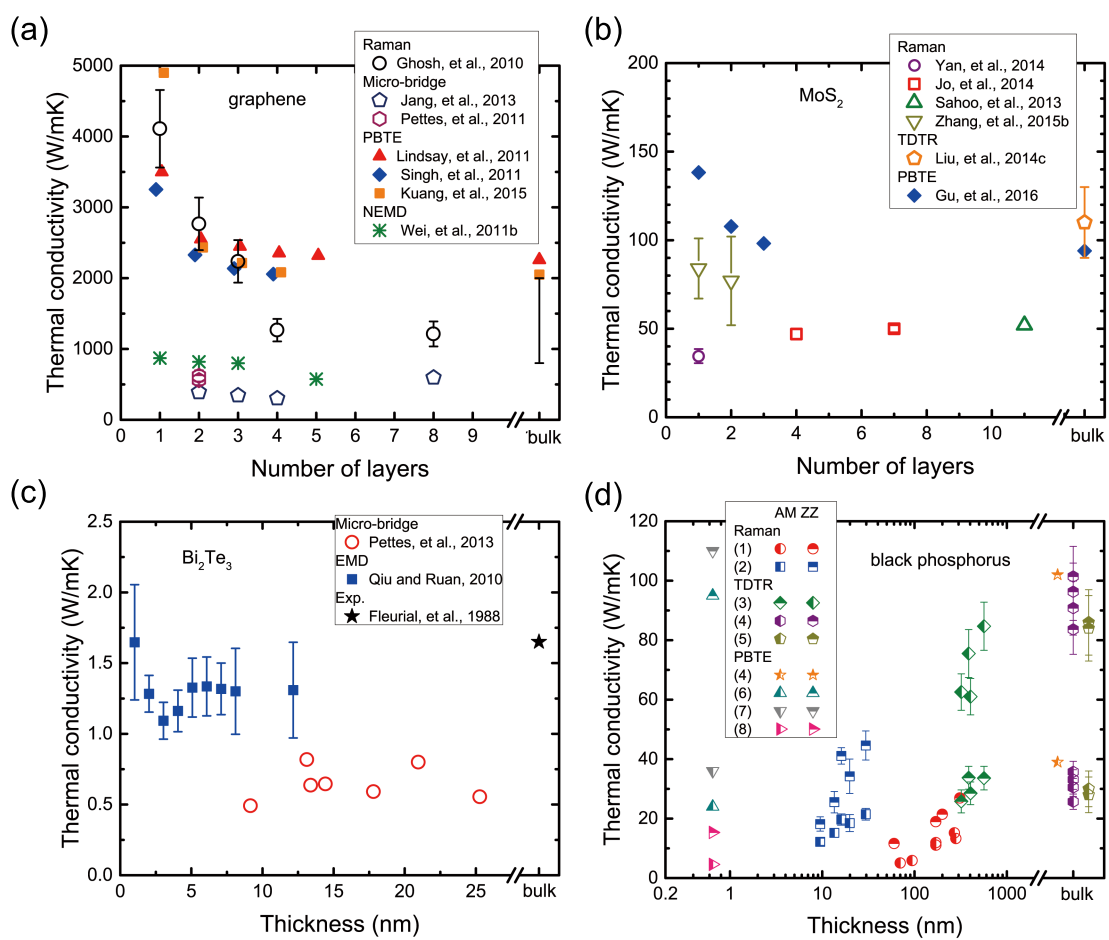 (a)
Raman
Ghosh, et al., 2010
Micro-bridge
Jang, et al., 2013
Pettes, et al., 2011
PBTE
Lindsay, et al., 2011
Singh, et al., 2011
Kuang, et al., 2015
NEMD
Wei, et al., 2011b
graphene
Thermal conductivity (W/mK)
5000
4000
3000
2000
1000
0
0 1 2 3 4 5 6 7 8 9 bulk
Number of layers
(b)
Raman
Yan, et al., 2014
Jo, et al., 2014
Sahoo, et al., 2013
Zhang, et al., 2015b
TDTR
Liu, et al., 2014c
PBTE
Gu, et al., 2016
MoS2
Thermal conductivity (W/mK)
200
150
100
50
0
0 2 4 6 8 10 bulk
Number of layers
(c)
Micro-bridge
Pettes, et al., 2013
EMD
Qiu and Ruan, 2010
Exp.
Fleurial, et al., 1988
Bi2Te3
Thermal conductivity (W/mK)
2.5
2.0
1.5
1.0
0.5
0.0
0 5 10 15 20 25 bulk
Thickness (nm)
(d)
AM ZZ
Raman
(1)
(2)
TDTR
(3)
(4)
(5)
PBTE
(4)
(6)
(7)
(8)
black phosphorus
Thermal conductivity (W/mK)
120
100
80
60
40
20
0
0.2 1 10 100 1000 bulk
Thickness (nm)